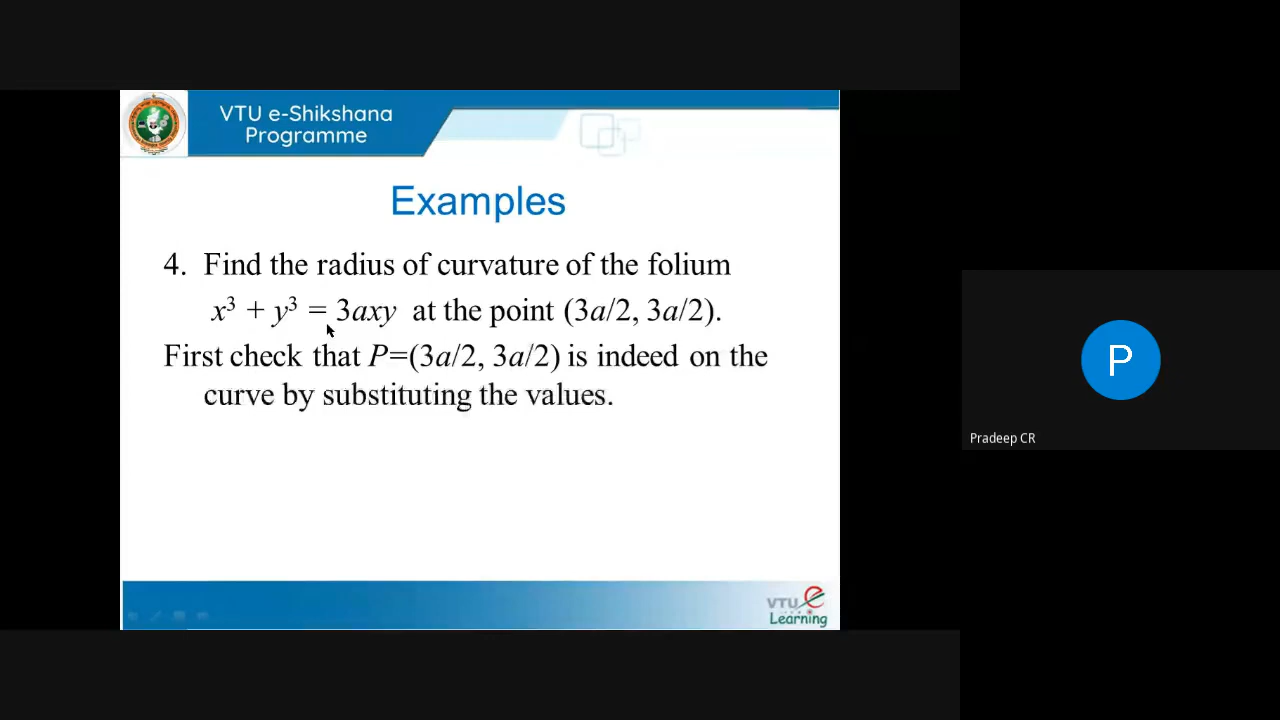 VTU e-Shikshana
Programme
Examples
4. Find the radius of curvature of the folium
x³ + y³ = 3axy at the point (3a/2, 3a/2).
First check that P=(3a/2, 3a/2) is indeed on the
curve by substituting the values.
P
Pradeep CR
VTU e
Learning